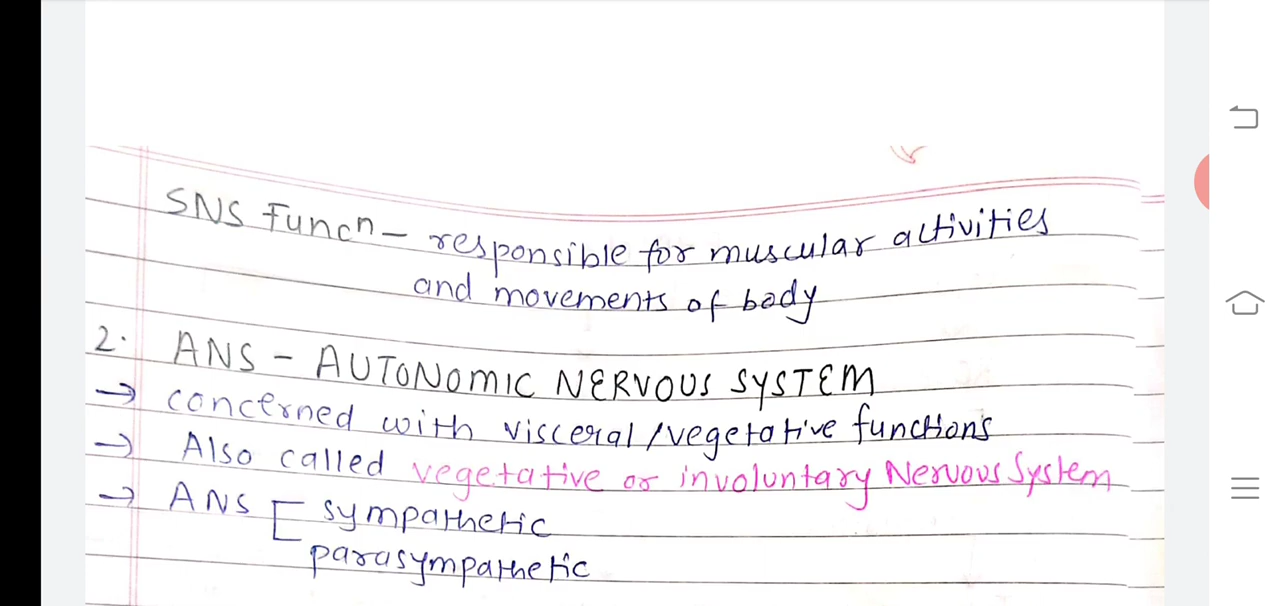 SNS Funcn - responsible for muscular activities
and movements of body
2. ANS - AUTONOMIC NERVOUS SYSTEM
→ concerned with visceral/vegetative functions
→ Also called vegetative or involuntary Nervous System
→ ANS [ sympathetic
parasympathetic